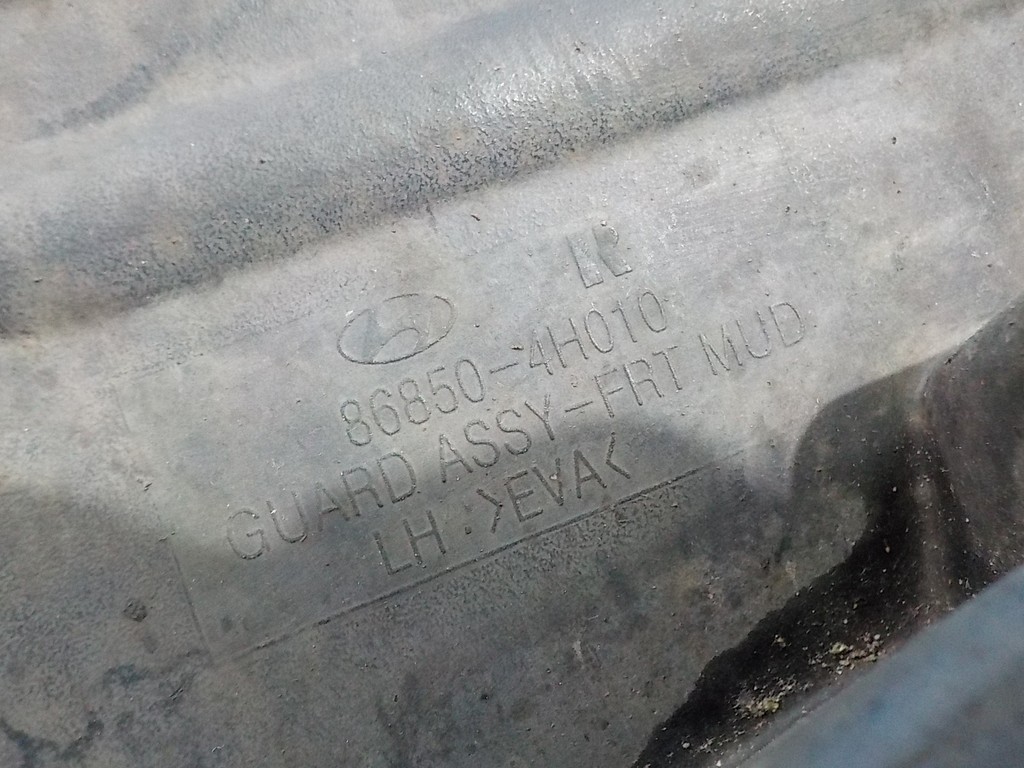 86850-4H010
GUARD ASSY-FRT MUD
LH :>EVA<